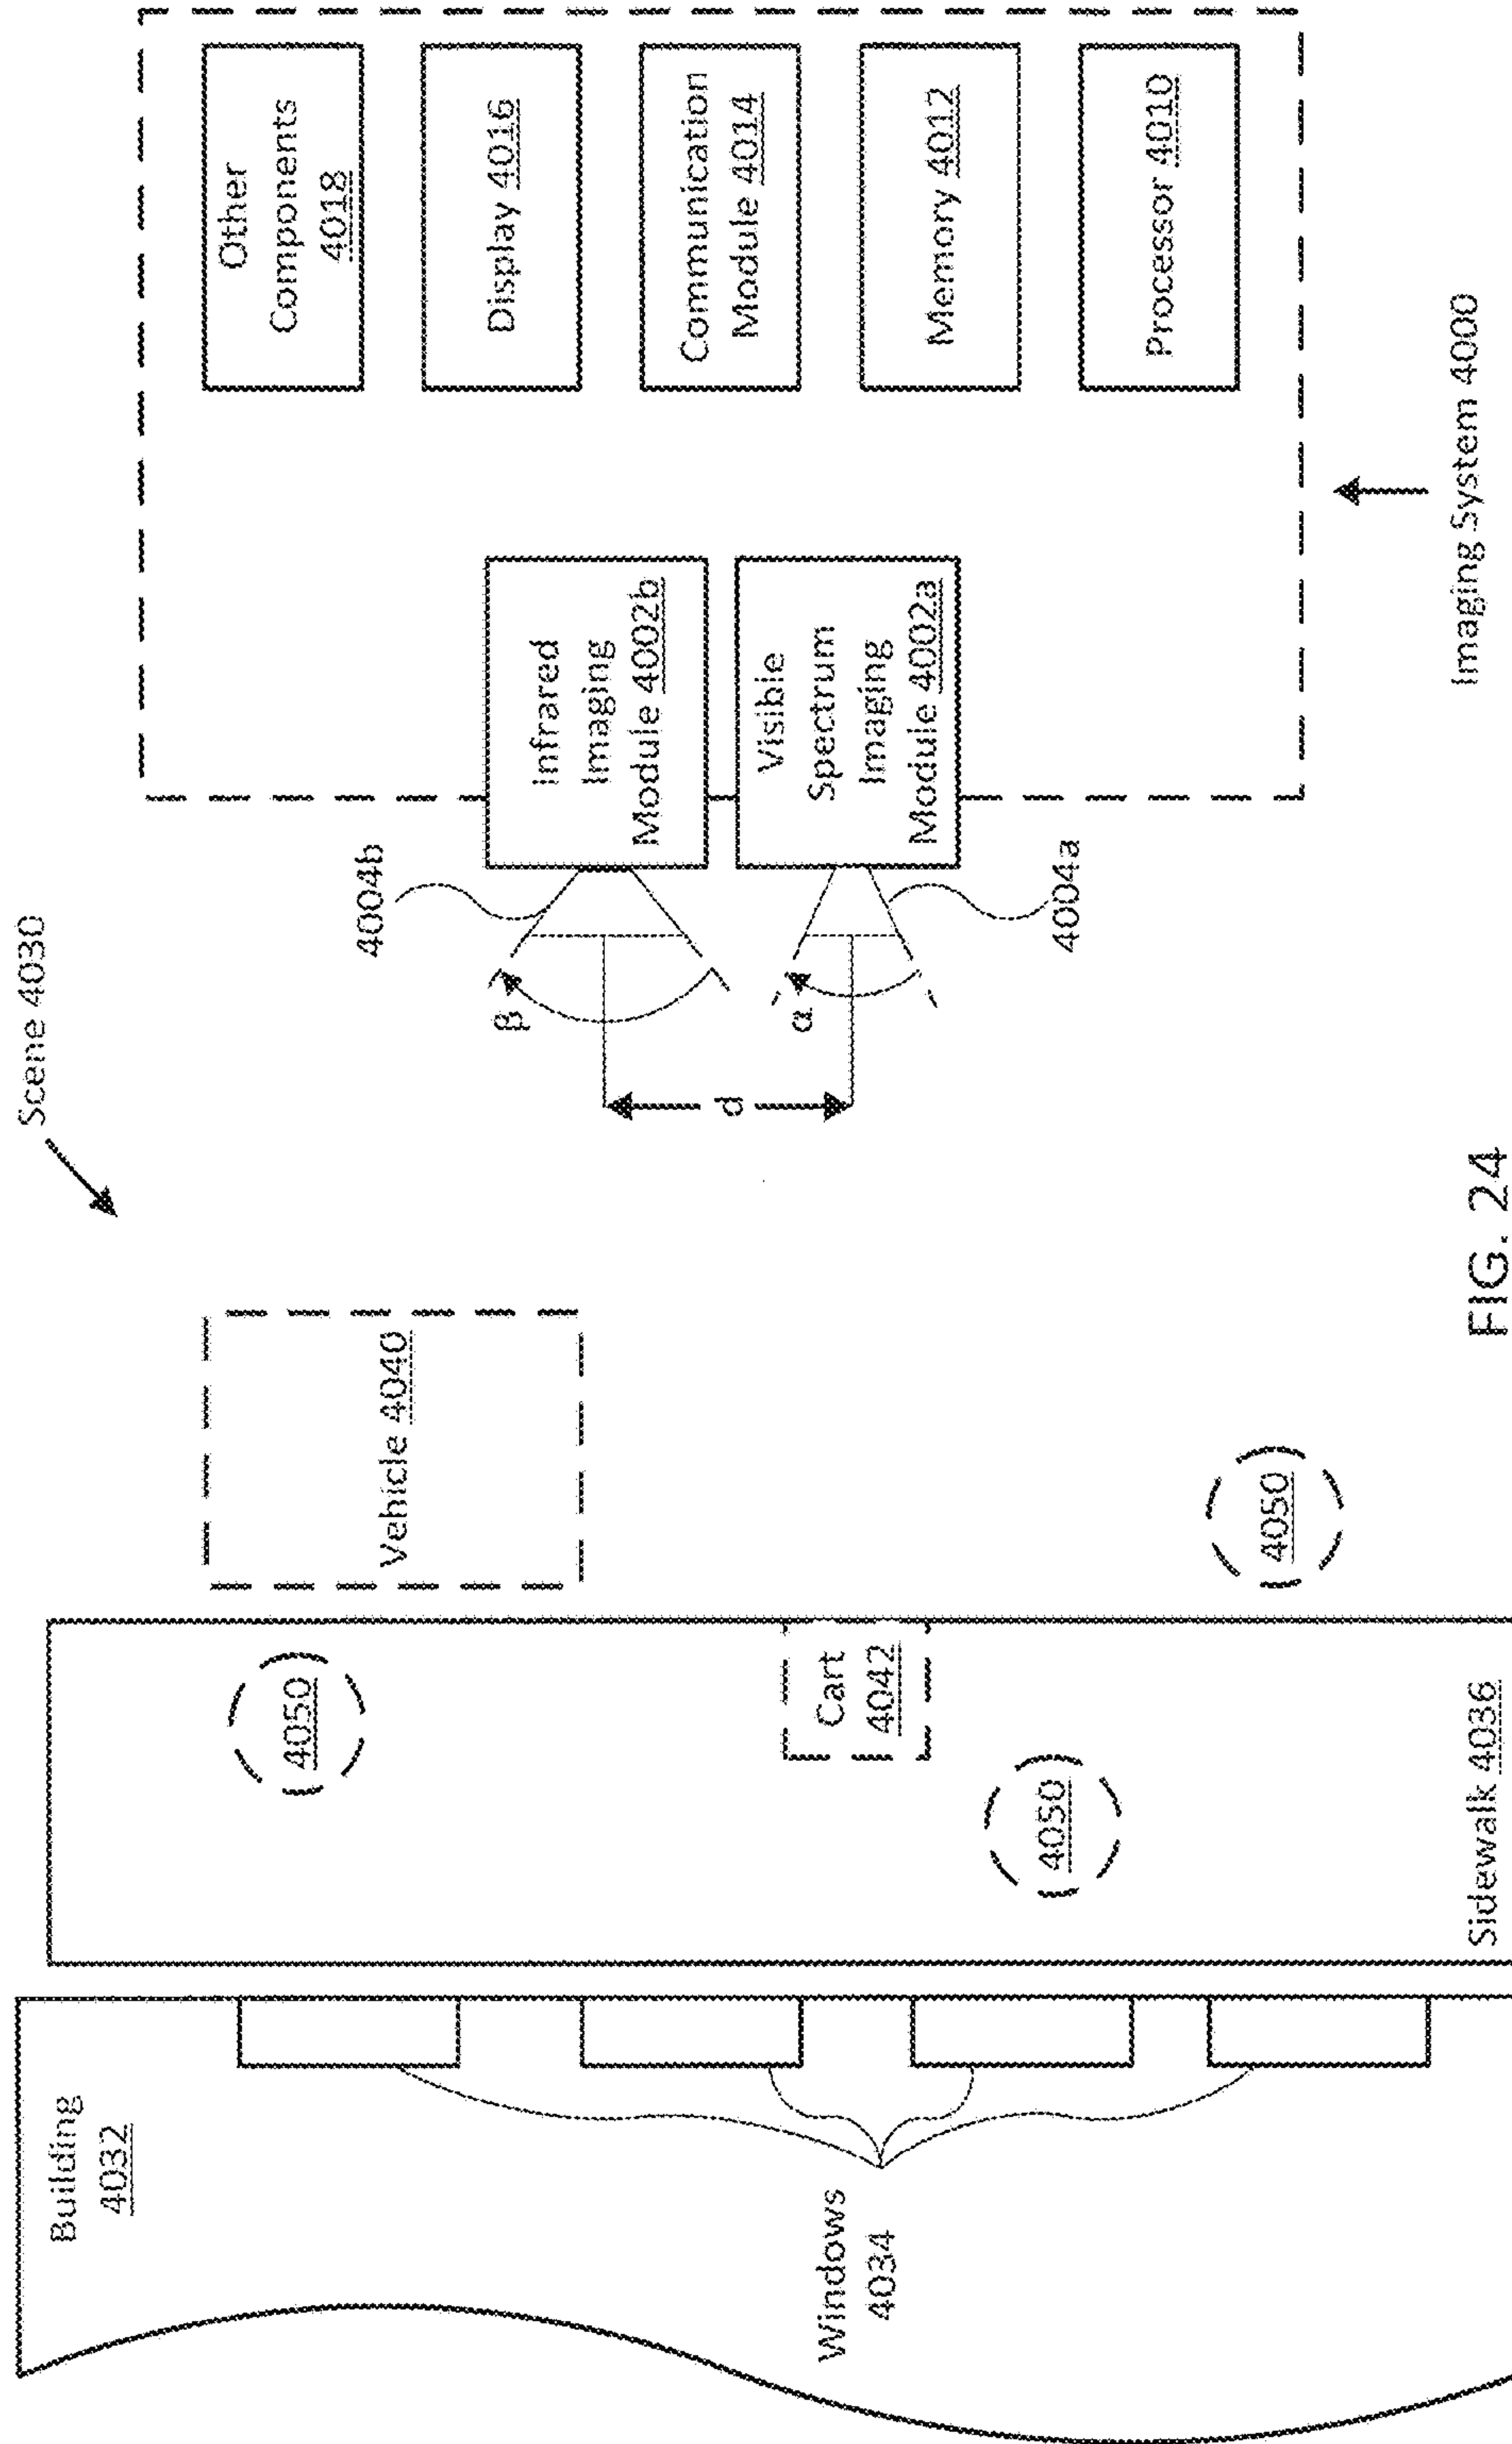 Scene 4030
Building
4032
Windows
4034
Sidewalk 4036
4050
4050
4050
Cart
4042
Vehicle 4040
4004b
β
d
α
4004a
Infrared
Imaging
Module 4002b
Visible
Spectrum
Imaging
Module 4002a
Other
Components
4018
Display 4016
Communication
Module 4014
Memory 4012
Processor 4010
Imaging System 4000
FIG. 24